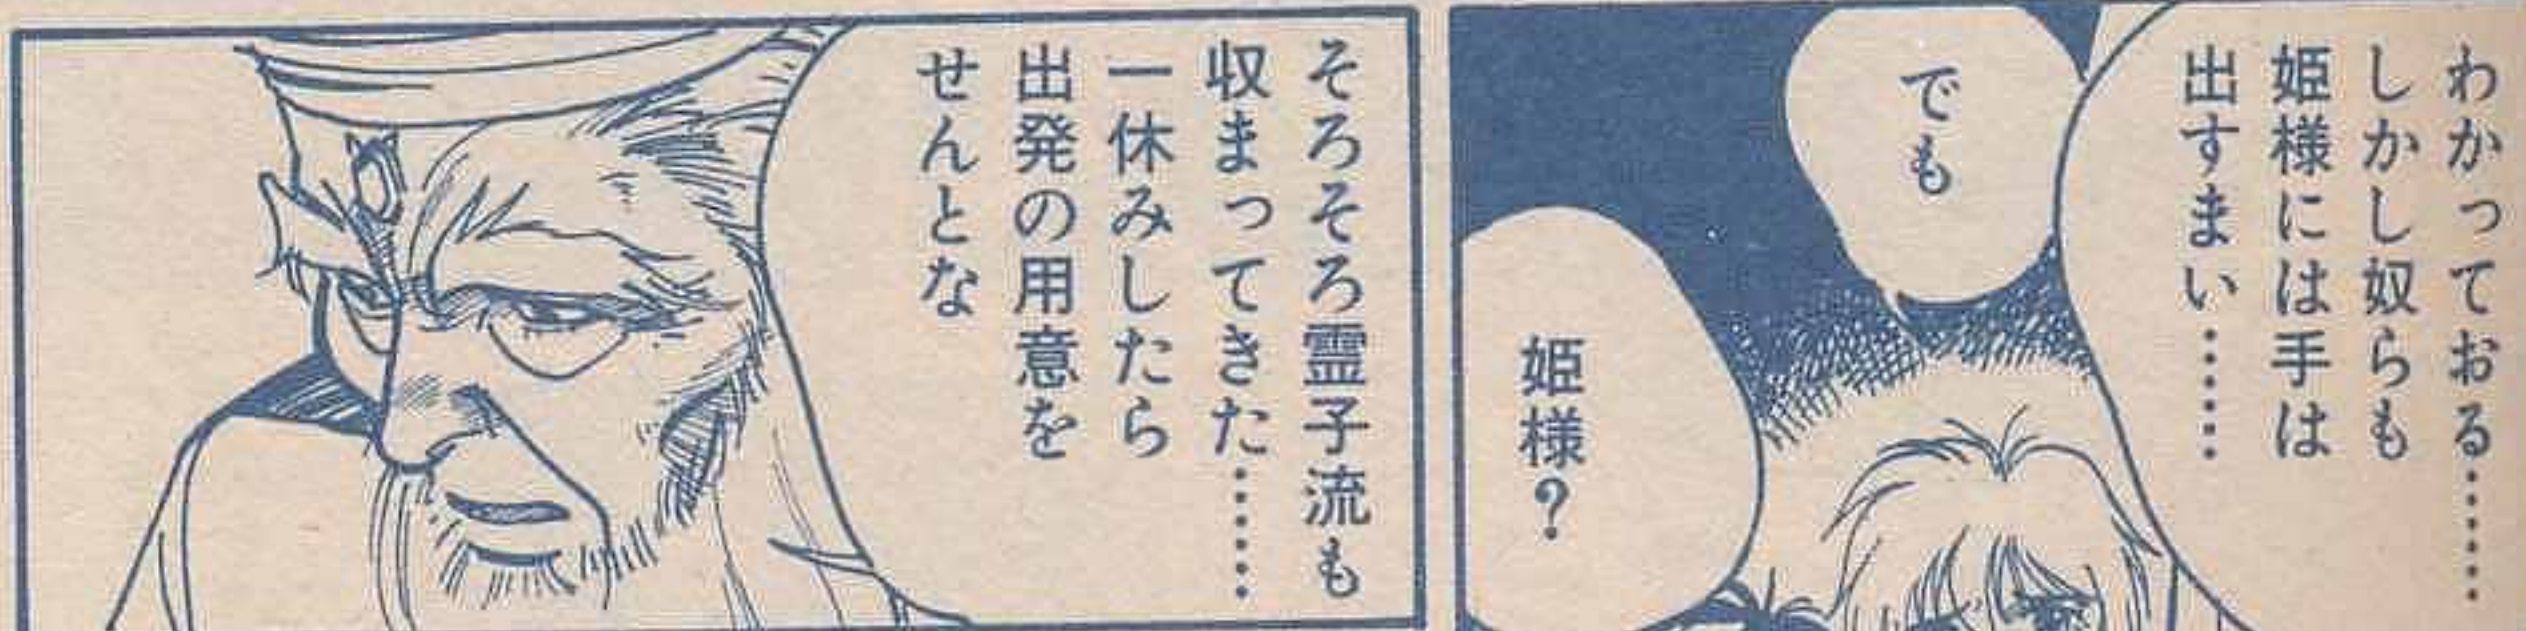 わかっておる………
しかし奴らも
姫様には手は
出すまい……
でも
姫様？
そろそろ霊子流も
収まってきた……
一休みしたら
出発の用意を
せんとな